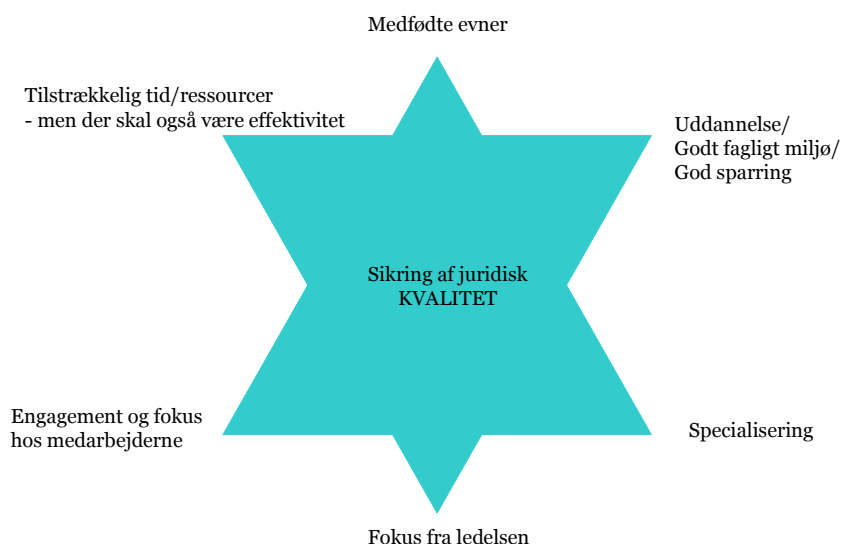 Medfødte evner
Tilstrækkelig tid/ressourcer
- men der skal også være effektivitet
Uddannelse/
Godt fagligt miljø/
God sparring
Sikring af juridisk
KVALITET
Engagement og fokus
hos medarbejderne
Specialisering
Fokus fra ledelsen